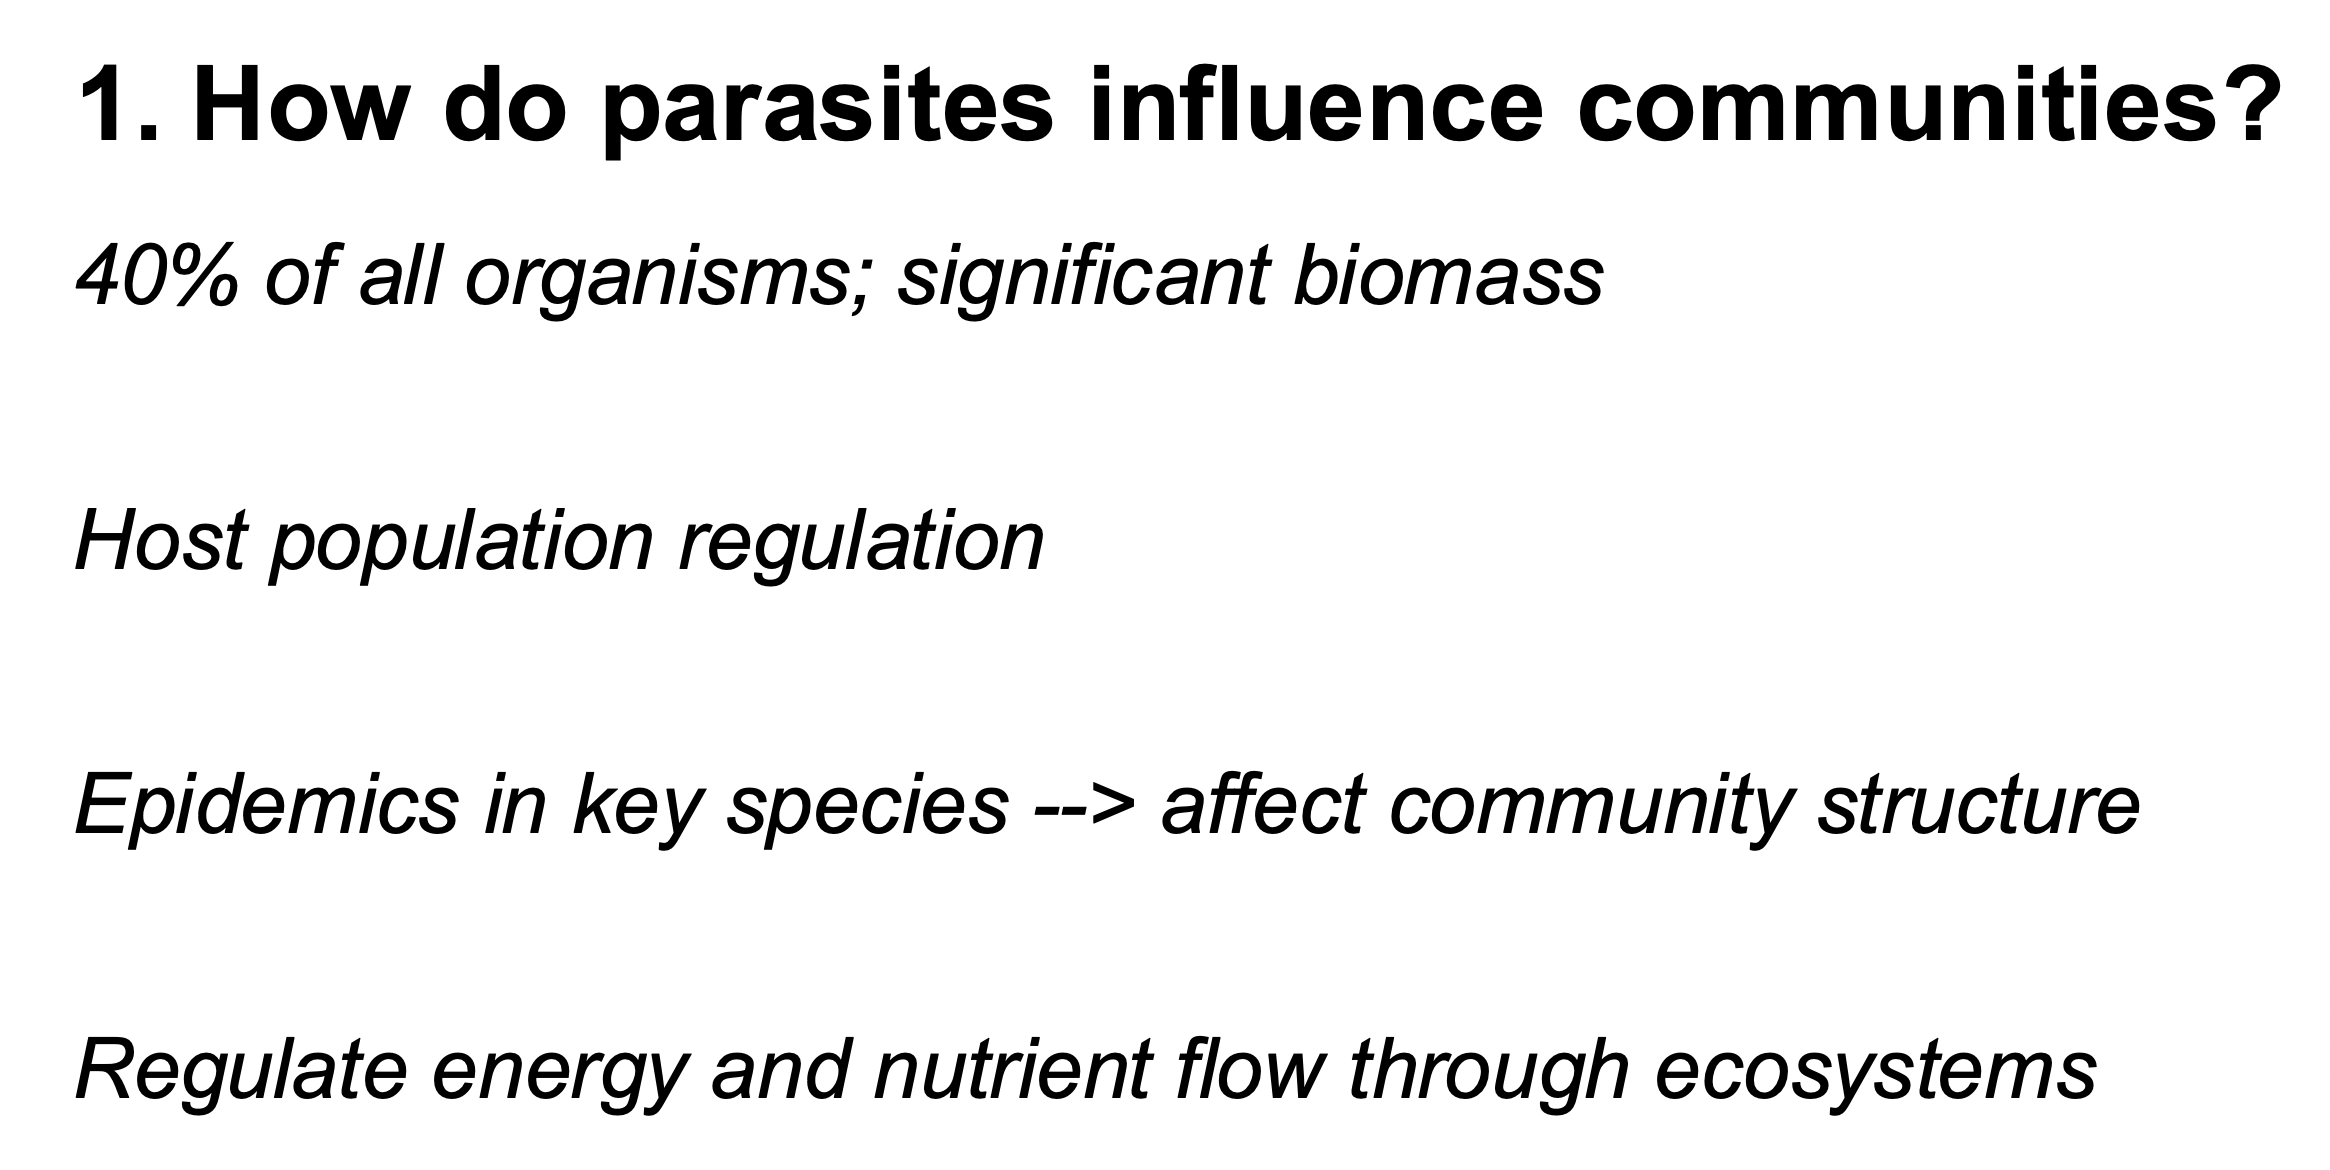 1. How do parasites influence communities?
40% of all organisms; significant biomass
Host population regulation
Epidemics in key species --> affect community structure
Regulate energy and nutrient flow through ecosystems